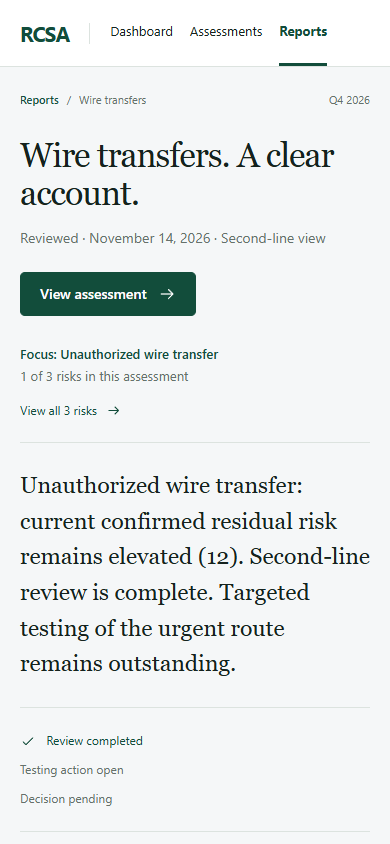 RCSA Dashboard Assessments Reports
Reports / Wire transfers Q4 2026
Wire transfers. A clear
account.
Reviewed · November 14, 2026 · Second-line view
View assessment →
Focus: Unauthorized wire transfer
1 of 3 risks in this assessment
View all 3 risks →
Unauthorized wire transfer:
current confirmed residual risk
remains elevated (12). Second-line
review is complete. Targeted
testing of the urgent route
remains outstanding.
✓ Review completed
Testing action open
Decision pending